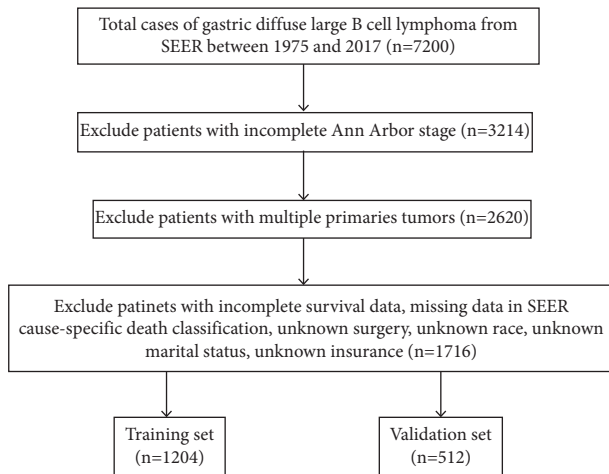 Total cases of gastric diffuse large B cell lymphoma from
SEER between 1975 and 2017 (n=7200)
Exclude patients with incomplete Ann Arbor stage (n=3214)
Exclude patients with multiple primaries tumors (n=2620)
Exclude patinets with incomplete survival data, missing data in SEER
cause-specific death classification, unknown surgery, unknown race, unknown
marital status, unknown insurance (n=1716)
Training set
(n=1204)
Validation set
(n=512)